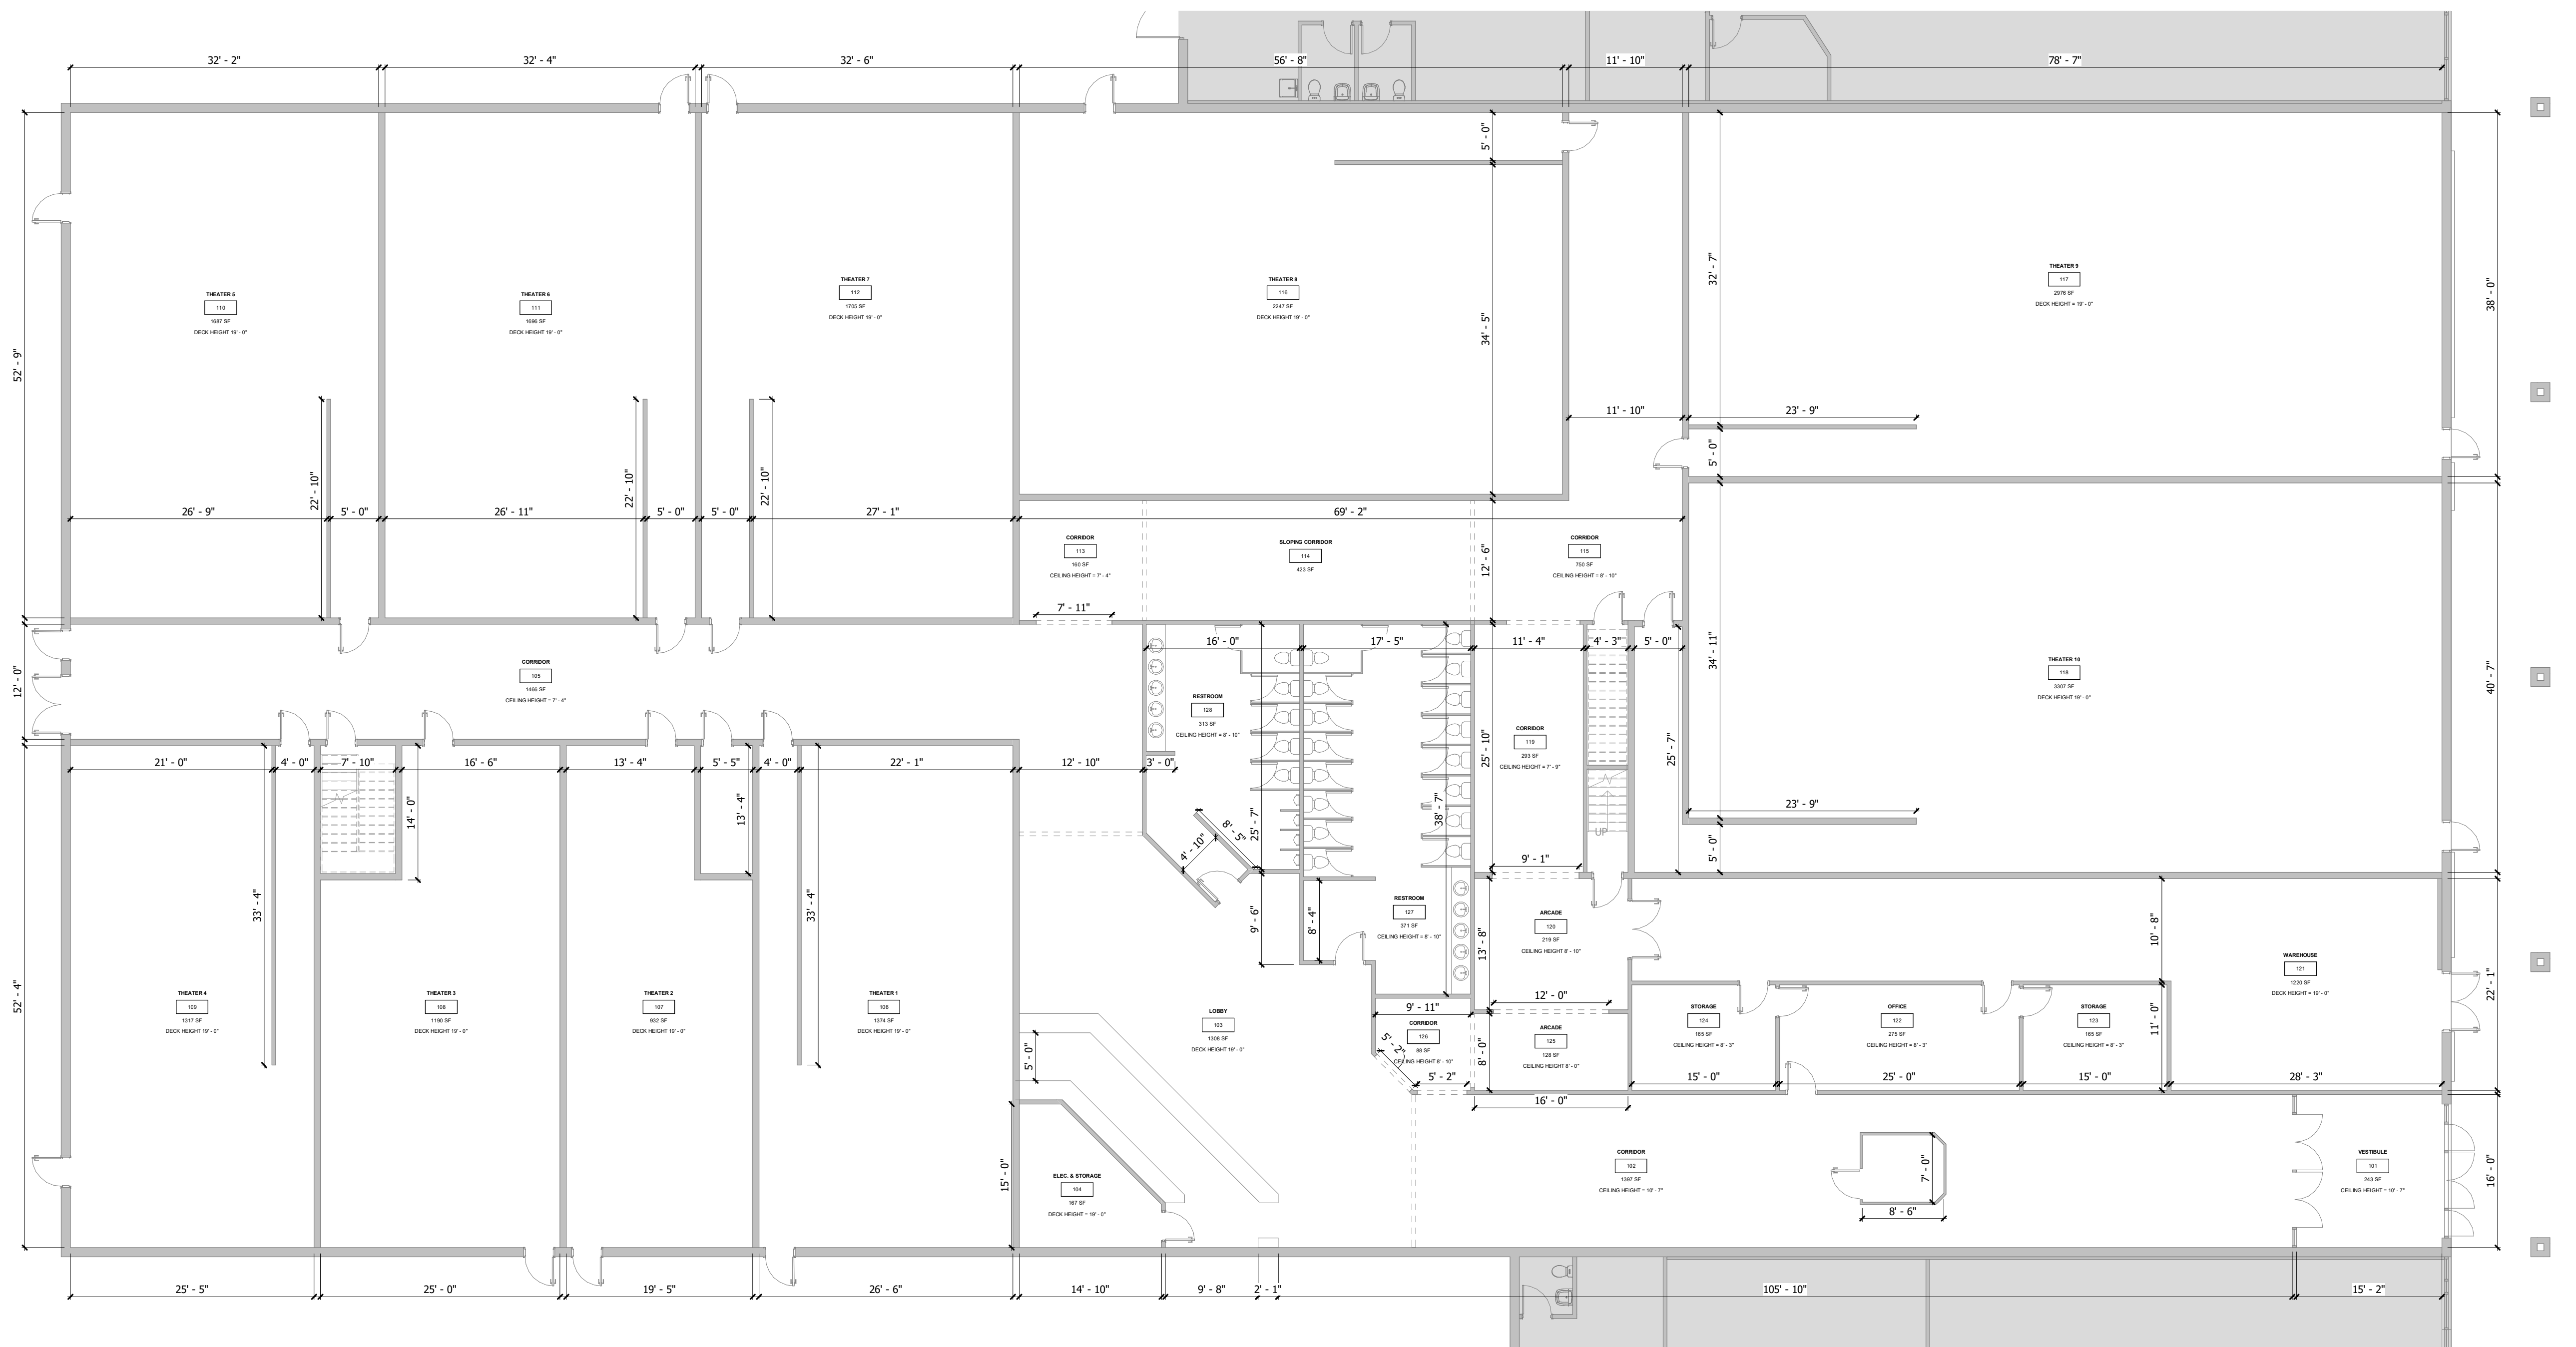 32' - 2"
32' - 4"
32' - 6"
56' - 8"
11' - 10"
78' - 7"
5' - 0"
52' - 9"
THEATER 5
110
1687 SF
DECK HEIGHT 19' - 0"
THEATER 6
111
1696 SF
DECK HEIGHT 19' - 0"
THEATER 7
112
1705 SF
DECK HEIGHT 19' - 0"
THEATER 8
116
2247 SF
DECK HEIGHT 19' - 0"
34' - 5"
32' - 7"
THEATER 9
117
2976 SF
DECK HEIGHT = 19' - 0"
38' - 0"
11' - 10"
23' - 9"
5' - 0"
22' - 10"
22' - 10"
22' - 10"
26' - 9"
5' - 0"
26' - 11"
5' - 0"
5' - 0"
27' - 1"
69' - 2"
CORRIDOR
113
160 SF
CEILING HEIGHT = 7' - 4"
SLOPING CORRIDOR
114
423 SF
12' - 6"
CORRIDOR
115
750 SF
CEILING HEIGHT = 8' - 10"
7' - 11"
12' - 0"
CORRIDOR
105
1466 SF
CEILING HEIGHT = 7' - 4"
16' - 0"
17' - 5"
11' - 4"
4' - 3"
5' - 0"
34' - 11"
THEATER 10
118
3307 SF
DECK HEIGHT 19' - 0"
40' - 7"
RESTROOM
128
313 SF
CEILING HEIGHT = 8' - 10"
25' - 10"
CORRIDOR
119
293 SF
CEILING HEIGHT = 7' - 9"
25' - 7"
21' - 0"
4' - 0"
7' - 10"
16' - 6"
13' - 4"
5' - 5"
4' - 0"
22' - 1"
12' - 10"
3' - 0"
14' - 0"
13' - 4"
8' - 5"
4' - 10"
25' - 7"
38' - 7"
UP
9' - 1"
23' - 9"
5' - 0"
33' - 4"
33' - 4"
9' - 6"
8' - 4"
RESTROOM
127
371 SF
CEILING HEIGHT = 8' - 10"
13' - 8"
ARCADE
120
219 SF
CEILING HEIGHT 8' - 10"
10' - 8"
WAREHOUSE
121
1220 SF
DECK HEIGHT = 19' - 0"
22' - 1"
52' - 4"
THEATER 4
109
1317 SF
DECK HEIGHT 19' - 0"
THEATER 3
108
1190 SF
DECK HEIGHT 19' - 0"
THEATER 2
107
932 SF
DECK HEIGHT 19' - 0"
THEATER 1
106
1374 SF
DECK HEIGHT 19' - 0"
LOBBY
103
1308 SF
DECK HEIGHT 19' - 0"
9' - 11"
CORRIDOR
126
88 SF
CEILING HEIGHT 8' - 10"
12' - 0"
ARCADE
125
128 SF
CEILING HEIGHT 8' - 0"
8' - 0"
STORAGE
124
165 SF
CEILING HEIGHT = 8' - 3"
OFFICE
122
275 SF
CEILING HEIGHT = 8' - 3"
STORAGE
123
165 SF
CEILING HEIGHT = 8' - 3"
11' - 0"
5' - 0"
5' - 2"
5' - 2"
15' - 0"
25' - 0"
15' - 0"
28' - 3"
16' - 0"
15' - 0"
ELEC. & STORAGE
104
167 SF
DECK HEIGHT = 19' - 0"
CORRIDOR
102
1397 SF
CEILING HEIGHT = 10' - 7"
7' - 0"
8' - 6"
VESTIBULE
101
243 SF
CEILING HEIGHT = 10' - 7"
16' - 0"
25' - 5"
25' - 0"
19' - 5"
26' - 6"
14' - 10"
9' - 8"
2' - 1"
105' - 10"
15' - 2"